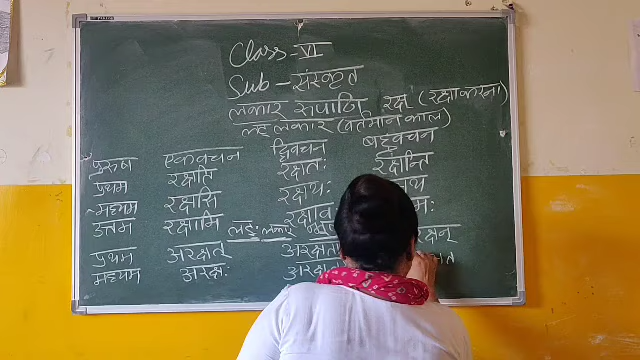 Class - VI
Sub - संस्कृत
लकार रूपाणि रक्ष् (रक्षा करना)
लट् लकार (वर्तमान काल)
पुरुष एकवचन द्विवचन बहुवचन
प्रथम रक्षति रक्षतः रक्षन्ति
मध्यम रक्षसि रक्षथः
उत्तम रक्षामि
लङ् लकार
प्रथम अरक्षत्
मध्यम अरक्षः